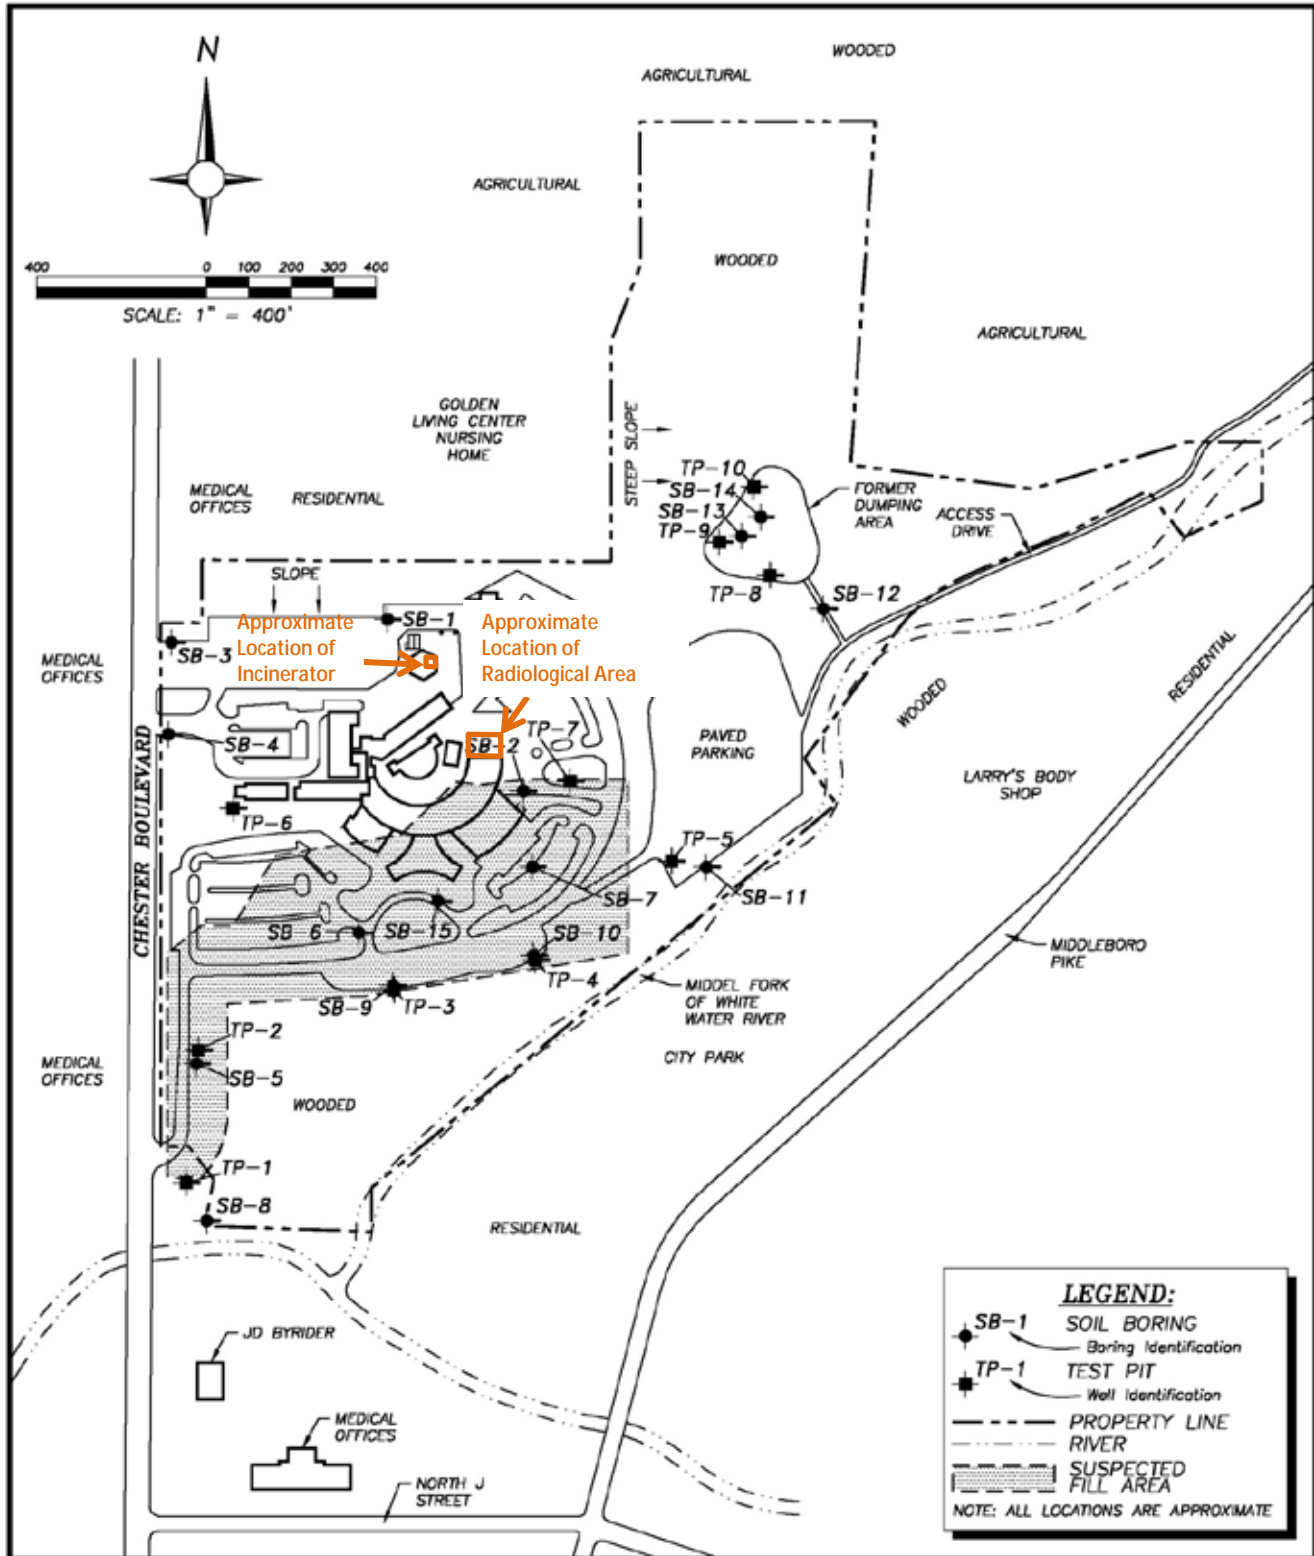 WOODED
AGRICULTURAL
N
AGRICULTURAL
WOODED
400 0 100 200 300 400
SCALE: 1" = 400'
AGRICULTURAL
GOLDEN
LIVING CENTER
NURSING
HOME
STEEP SLOPE
MEDICAL
OFFICES
RESIDENTIAL
TP-10
SB-14
SB-13
TP-9
FORMER
DUMPING
AREA
ACCESS
DRIVE
TP-8
SB-12
SLOPE
SB-1
SB-3
Approximate
Location of
Incinerator
Approximate
Location of
Radiological Area
MEDICAL
OFFICES
RESIDENTIAL
WOODED
CHESTER BOULEVARD
SB-4
SB-2
TP-7
PAVED
PARKING
LARRY'S BODY
SHOP
TP-6
TP-5
SB-7
SB-11
SB-6
SB-15
SB-10
TP-4
MIDDLEBORO
PIKE
SB-9
TP-3
MIDDEL FORK
OF WHITE
WATER RIVER
TP-2
SB-5
MEDICAL
OFFICES
CITY PARK
WOODED
TP-1
SB-8
RESIDENTIAL
JD BYRIDER
MEDICAL
OFFICES
NORTH J
STREET
LEGEND:
SB-1 SOIL BORING
Boring Identification
TP-1 TEST PIT
Well Identification
PROPERTY LINE
RIVER
SUSPECTED
FILL AREA
NOTE: ALL LOCATIONS ARE APPROXIMATE